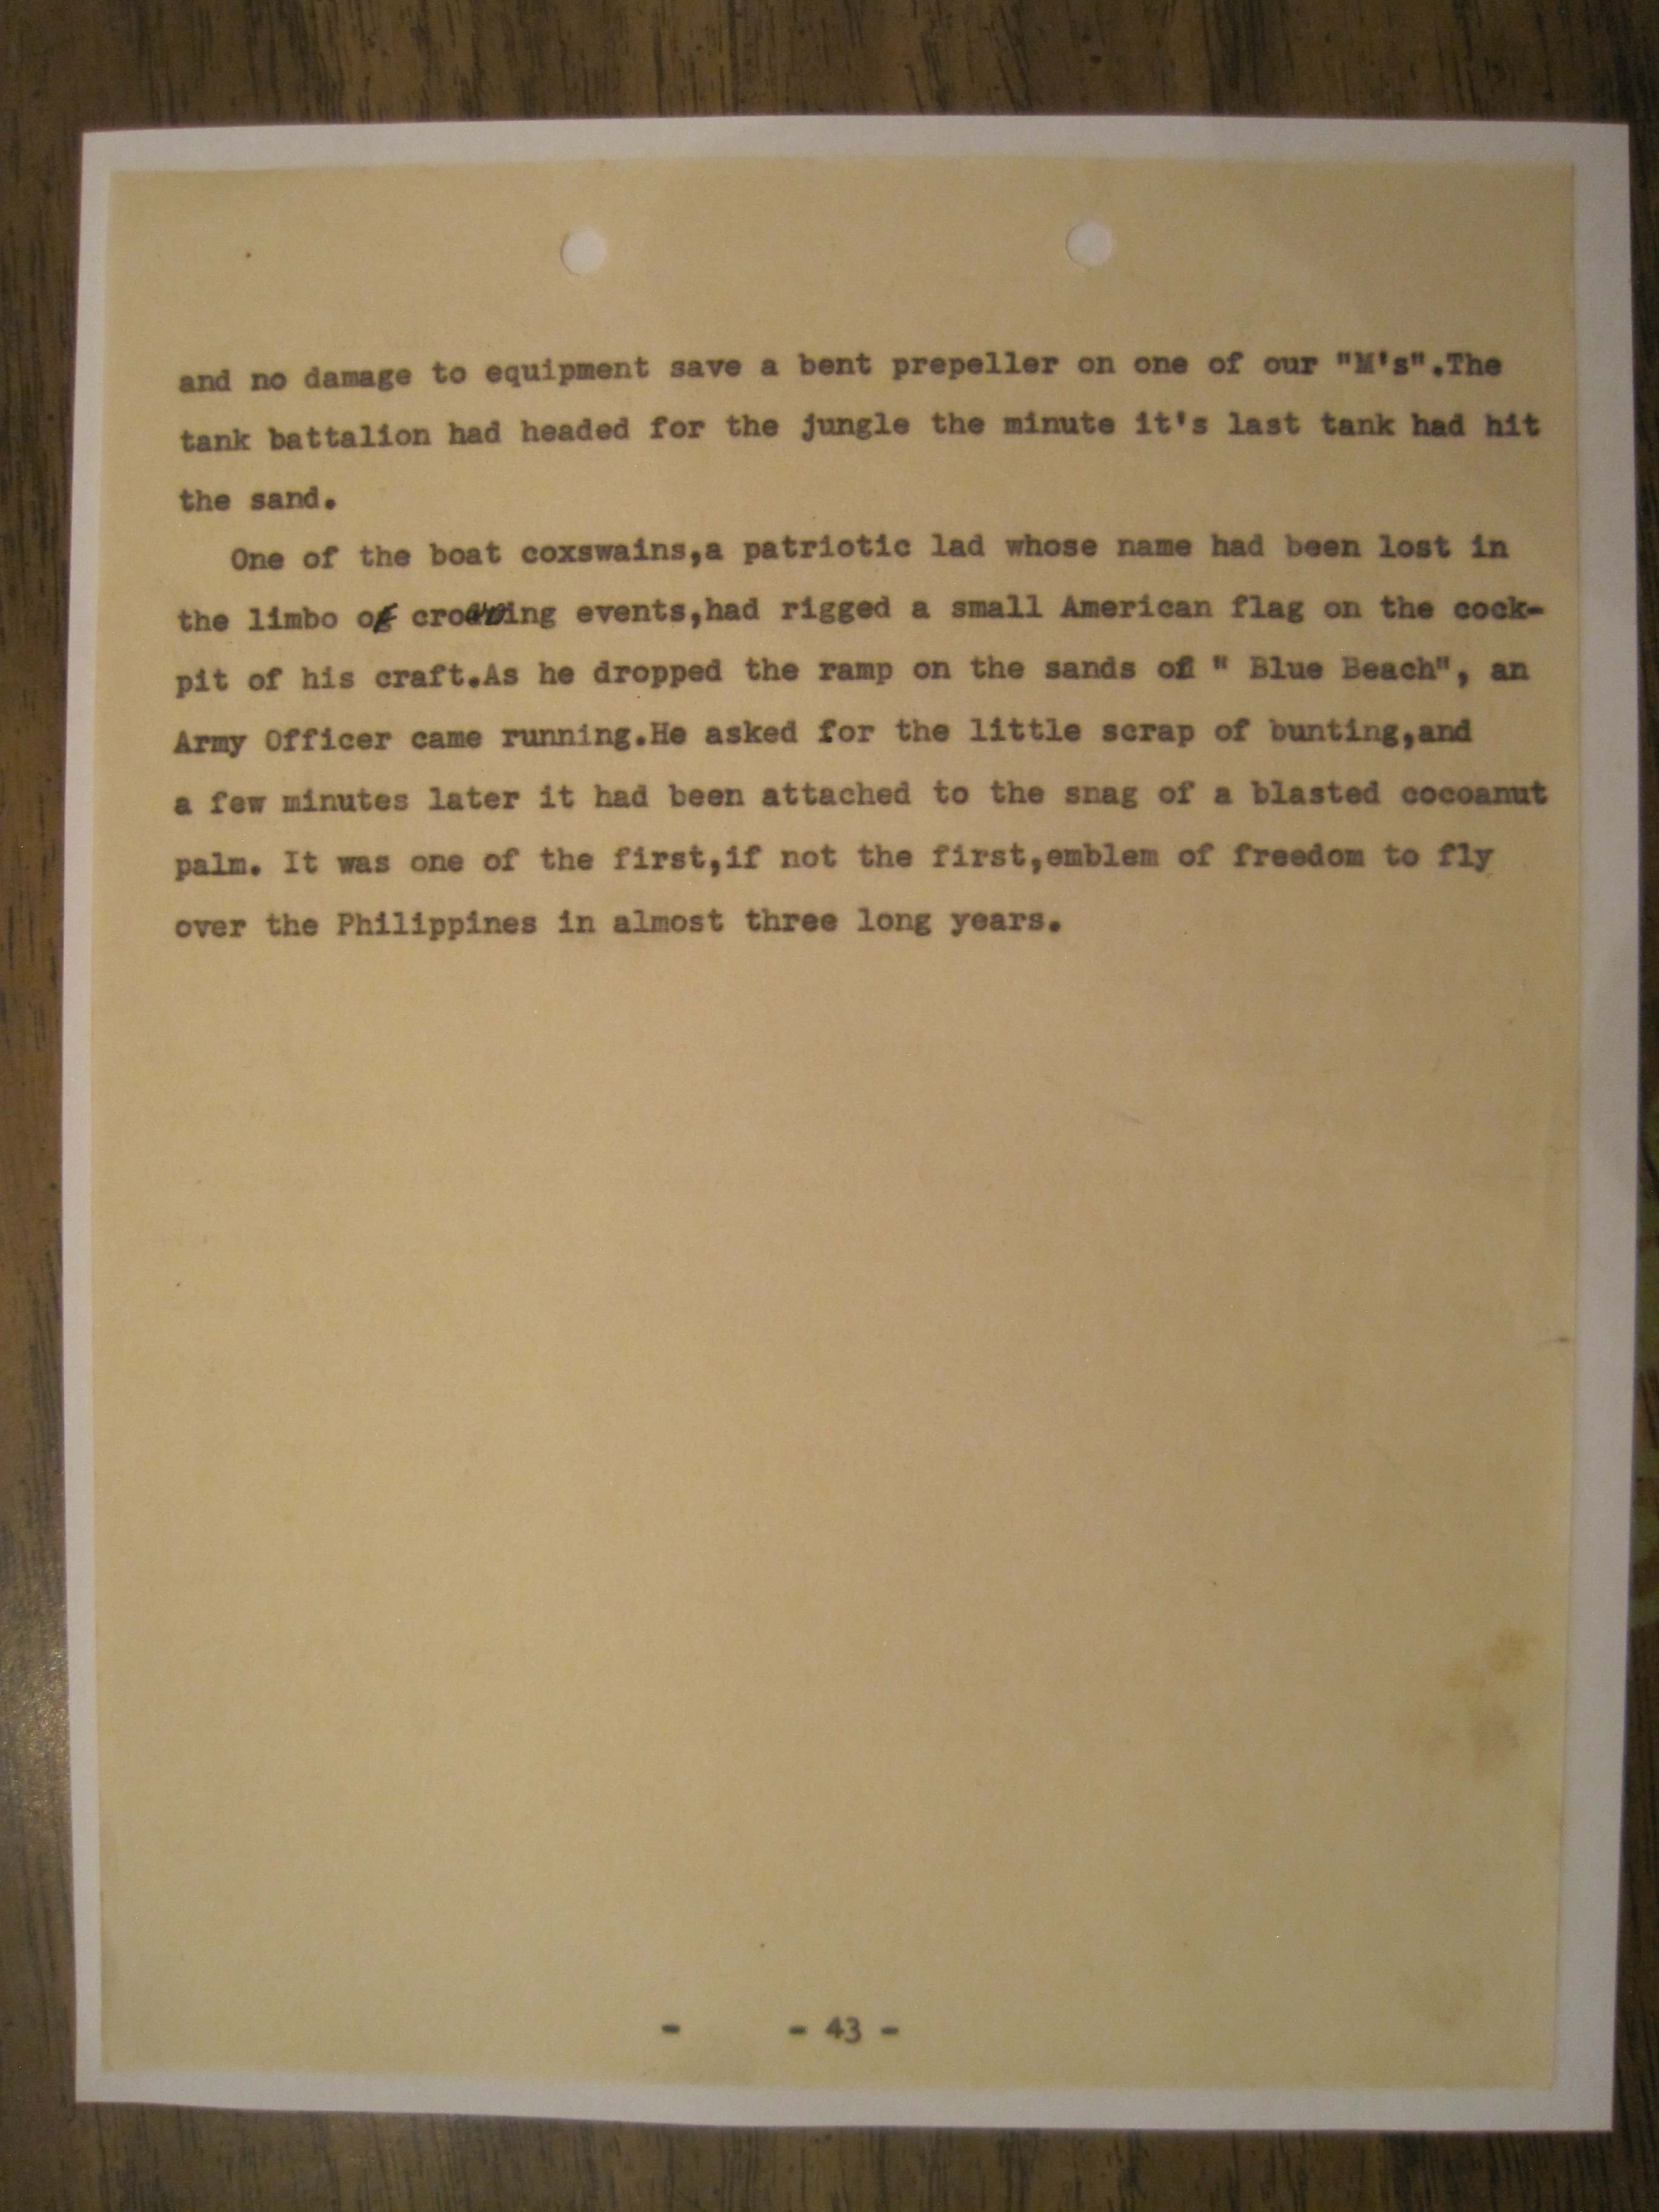 and no damage to equipment save a bent prepeller on one of our "M's".The
tank battalion had headed for the jungle the minute it's last tank had hit
the sand.
One of the boat coxswains,a patriotic lad whose name had been lost in
the limbo of crowding events,had rigged a small American flag on the cock-
pit of his craft.As he dropped the ramp on the sands of " Blue Beach", an
Army Officer came running.He asked for the little scrap of bunting,and
a few minutes later it had been attached to the snag of a blasted cocoanut
palm. It was one of the first,if not the first,emblem of freedom to fly
over the Philippines in almost three long years.
- - 43 -